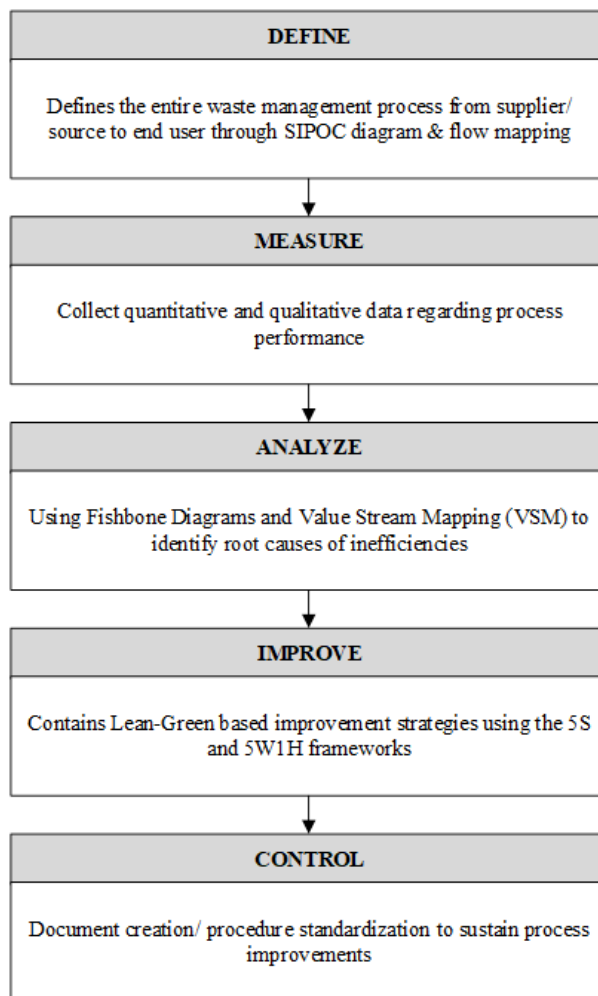 DEFINE
Defines the entire waste management process from supplier/
source to end user through SIPOC diagram & flow mapping
MEASURE
Collect quantitative and qualitative data regarding process
performance
ANALYZE
Using Fishbone Diagrams and Value Stream Mapping (VSM) to
identify root causes of inefficiencies
IMPROVE
Contains Lean-Green based improvement strategies using the 5S
and 5W1H frameworks
CONTROL
Document creation/ procedure standardization to sustain process
improvements